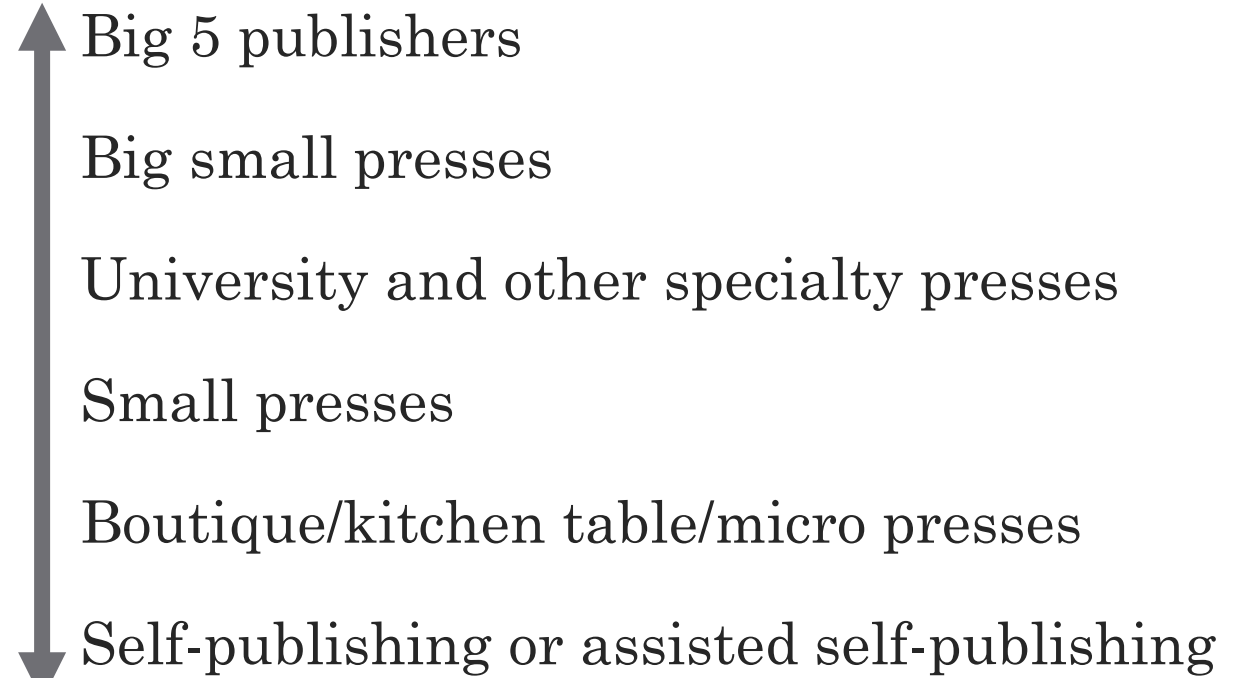 Big 5 publishers
Big small presses
University and other specialty presses
Small presses
Boutique/kitchen table/micro presses
Self-publishing or assisted self-publishing